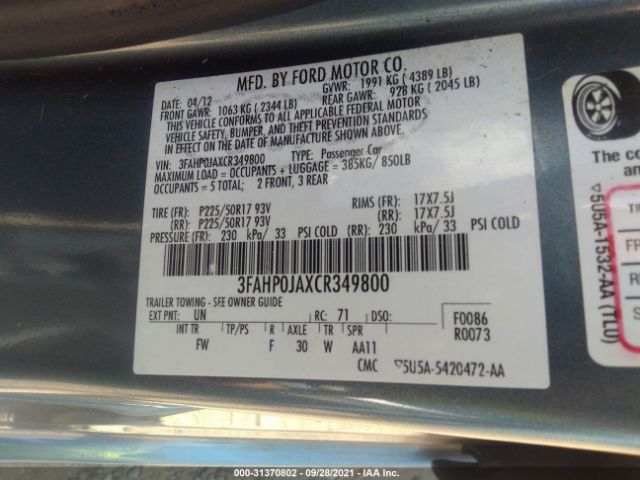 MFD. BY FORD MOTOR CO.
DATE: 04/12 GVWR: 1991 KG ( 4389 LB)
FRONT GAWR: 1063 KG ( 2344 LB) REAR GAWR: 928 KG ( 2045 LB)
THIS VEHICLE CONFORMS TO ALL APPLICABLE FEDERAL MOTOR
VEHICLE SAFETY, BUMPER, AND THEFT PREVENTION STANDARDS
IN EFFECT ON THE DATE OF MANUFACTURE SHOWN ABOVE.
VIN: 3FAHP0JAXCR349800 TYPE: Passenger Car
MAXIMUM LOAD = OCCUPANTS + LUGGAGE = 385KG/ 850LB
OCCUPANTS = 5 TOTAL; 2 FRONT, 3 REAR
TIRE (FR): P225/50R17 93V RIMS (FR): 17X7.5J
(RR): P225/50R17 93V (RR): 17X7.5J
PRESSURE (FR): 230 kPa/ 33 PSI COLD (RR): 230 kPa/ 33 PSI COLD
3FAHP0JAXCR349800
TRAILER TOWING - SEE OWNER GUIDE
EXT PNT: UN RC: 71 DSO: F0086
R0073
INT TR TP/PS R AXLE TR SPR
FW F 30 W AA11
CMC 5U5A-5420472-AA
The co
an
5U5A-1532-AA (TLU)
TI
FR
RE
S
000-31370802 - 09/28/2021 - IAA Inc.